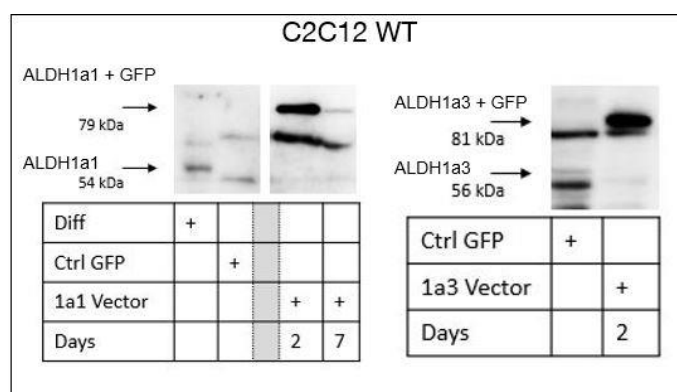 C2C12 WT
ALDH1a1 + GFP
79 kDa
ALDH1a1
54 kDa
Diff +
Ctrl GFP +
1a1 Vector + +
Days 2 7
ALDH1a3 + GFP
81 kDa
ALDH1a3
56 kDa
Ctrl GFP +
1a3 Vector +
Days 2